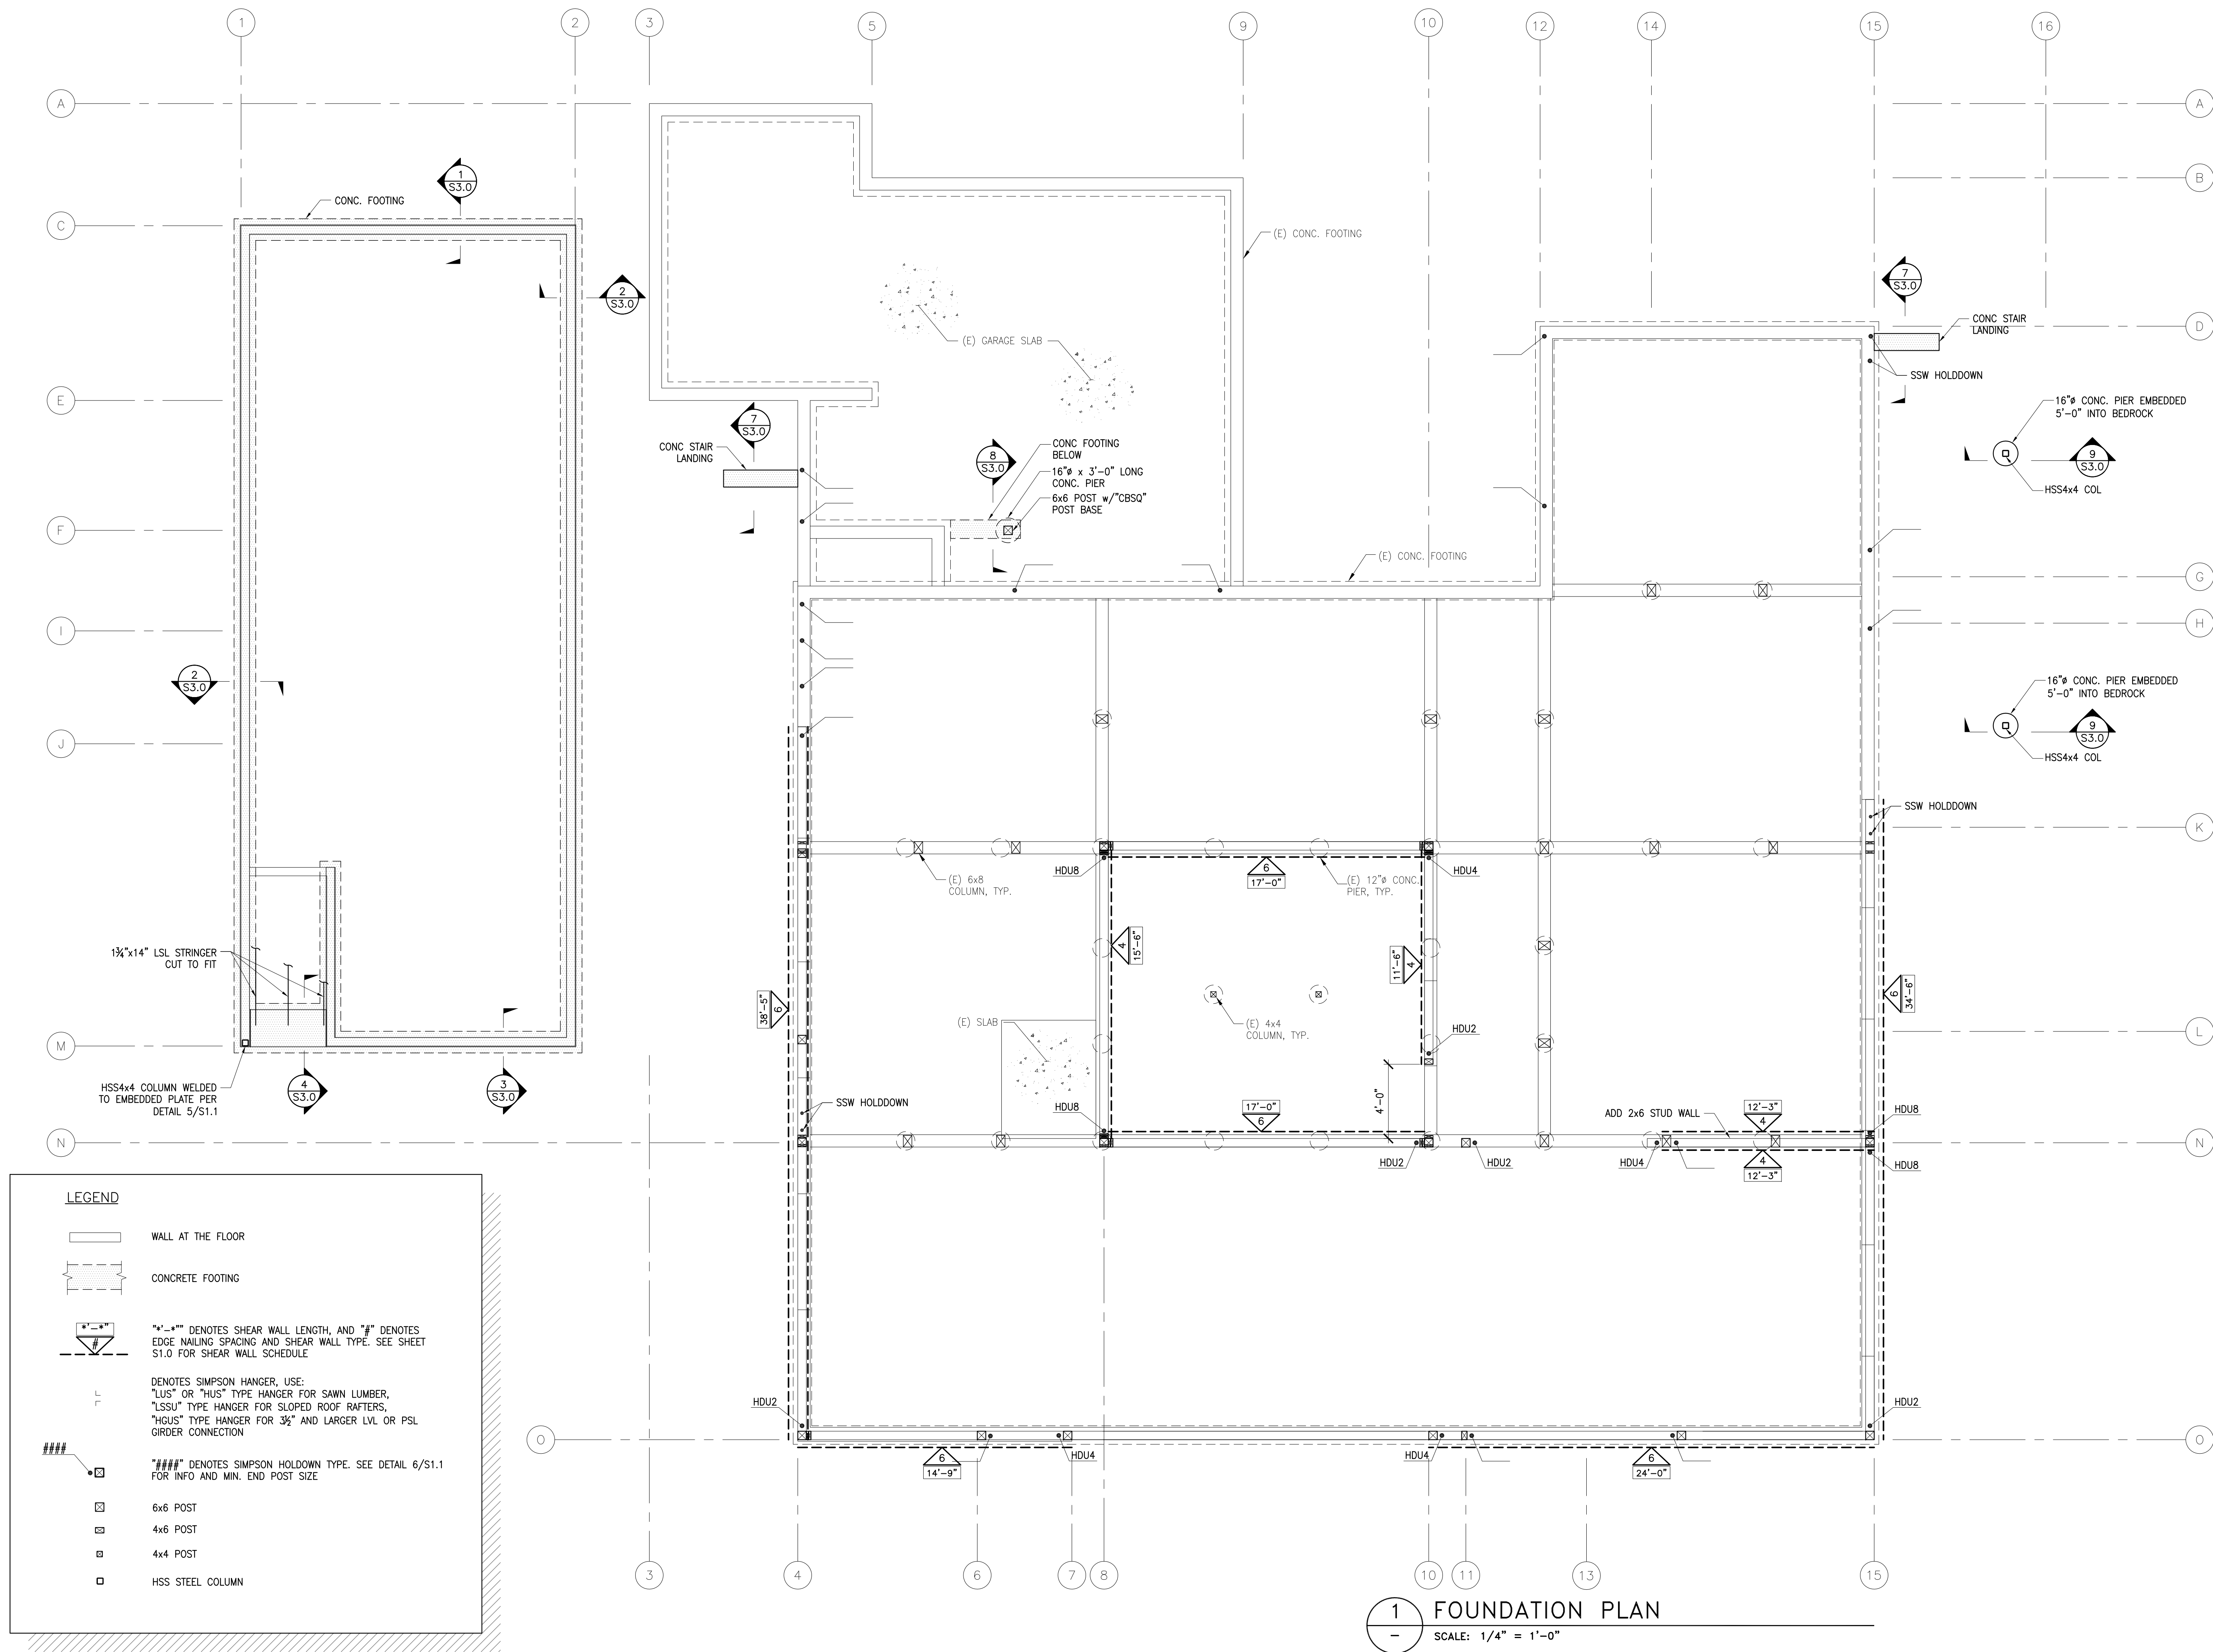 1
2
3
5
9
10
12
14
15
16
A
A
B
C
D
E
F
G
H
I
J
K
L
M
N
N
O
O
1
S3.0
CONC. FOOTING
2
S3.0
2
S3.0
(E) CONC. FOOTING
(E) GARAGE SLAB
7
S3.0
CONC STAIR
LANDING
SSW HOLDDOWN
16"ø CONC. PIER EMBEDDED
5'-0" INTO BEDROCK
9
S3.0
HSS4x4 COL
7
S3.0
CONC STAIR
LANDING
8
S3.0
CONC FOOTING
BELOW
16"ø x 3'-0" LONG
CONC. PIER
6x6 POST w/"CBSQ"
POST BASE
(E) CONC. FOOTING
16"ø CONC. PIER EMBEDDED
5'-0" INTO BEDROCK
9
S3.0
HSS4x4 COL
SSW HOLDDOWN
HDU8
6
17'-0"
HDU4
(E) 6x8
COLUMN, TYP.
(E) 12"ø CONC.
PIER, TYP.
4
15'-6"
11'-6"
4
38'-5"
6
6
34'-6"
1¾"x14" LSL STRINGER
CUT TO FIT
(E) SLAB
(E) 4x4
COLUMN, TYP.
HDU2
4'-0"
HSS4x4 COLUMN WELDED
TO EMBEDDED PLATE PER
DETAIL 5/S1.1
4
S3.0
3
S3.0
SSW HOLDDOWN
HDU8
17'-0"
6
ADD 2x6 STUD WALL
12'-3"
4
HDU8
HDU2
HDU2
HDU4
4
12'-3"
HDU8
HDU2
HDU2
6
14'-9"
HDU4
HDU4
6
24'-0"
3
4
6
7
8
10
11
13
15
LEGEND
WALL AT THE FLOOR
CONCRETE FOOTING
*'-*"
#
"*'-*"" DENOTES SHEAR WALL LENGTH, AND "#" DENOTES
EDGE NAILING SPACING AND SHEAR WALL TYPE. SEE SHEET
S1.0 FOR SHEAR WALL SCHEDULE
DENOTES SIMPSON HANGER, USE:
"LUS" OR "HUS" TYPE HANGER FOR SAWN LUMBER,
"LSSU" TYPE HANGER FOR SLOPED ROOF RAFTERS,
"HGUS" TYPE HANGER FOR 3½" AND LARGER LVL OR PSL
GIRDER CONNECTION
####
"####" DENOTES SIMPSON HOLDOWN TYPE. SEE DETAIL 6/S1.1
FOR INFO AND MIN. END POST SIZE
6x6 POST
4x6 POST
4x4 POST
HSS STEEL COLUMN
1
-
FOUNDATION PLAN
SCALE: 1/4" = 1'-0"